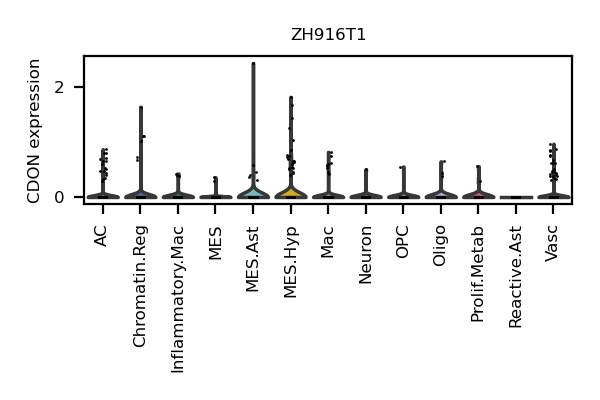 ZH916T1
CDON expression
2
0
AC
Chromatin.Reg
Inflammatory.Mac
MES
MES.Ast
MES.Hyp
Mac
Neuron
OPC
Oligo
Prolif.Metab
Reactive.Ast
Vasc